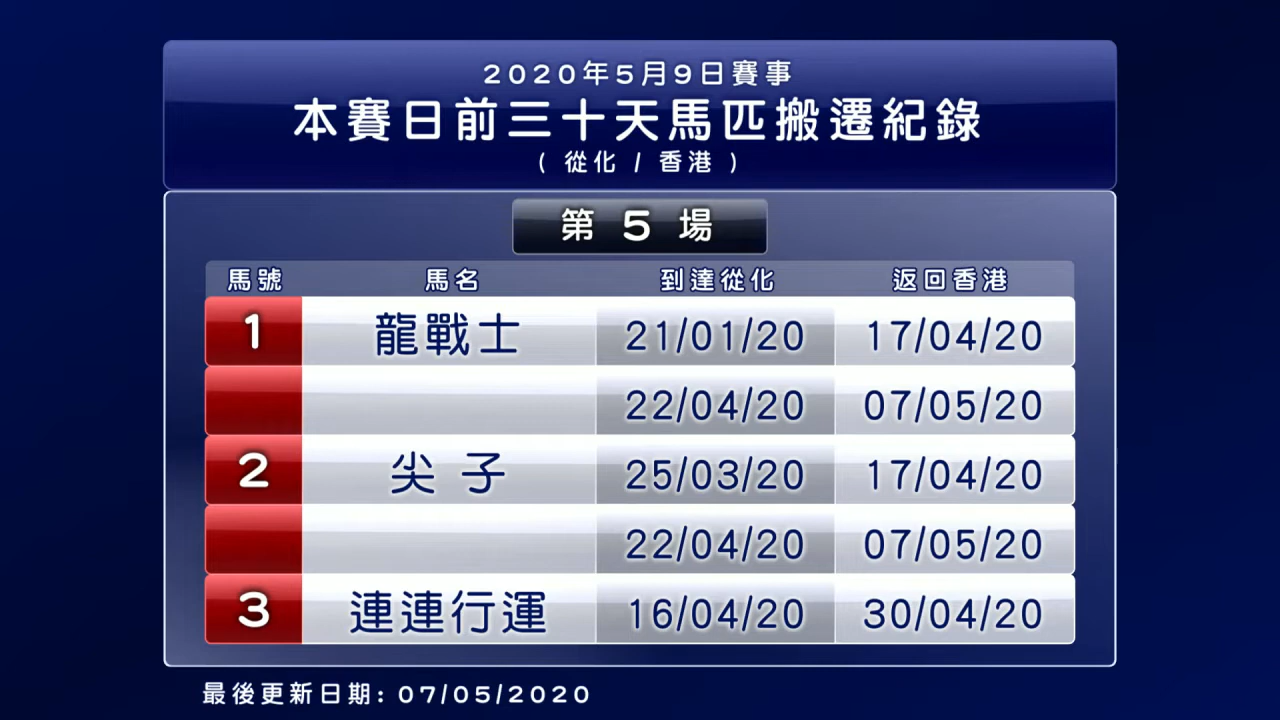 2020年5月9日賽事
本賽日前三十天馬匹搬遷紀錄
( 從化 / 香港 )
第 5 場
馬號 馬名 到達從化 返回香港
1 龍戰士 21/01/20 17/04/20
22/04/20 07/05/20
2 尖子 25/03/20 17/04/20
22/04/20 07/05/20
3 連連行運 16/04/20 30/04/20
最後更新日期: 07/05/2020